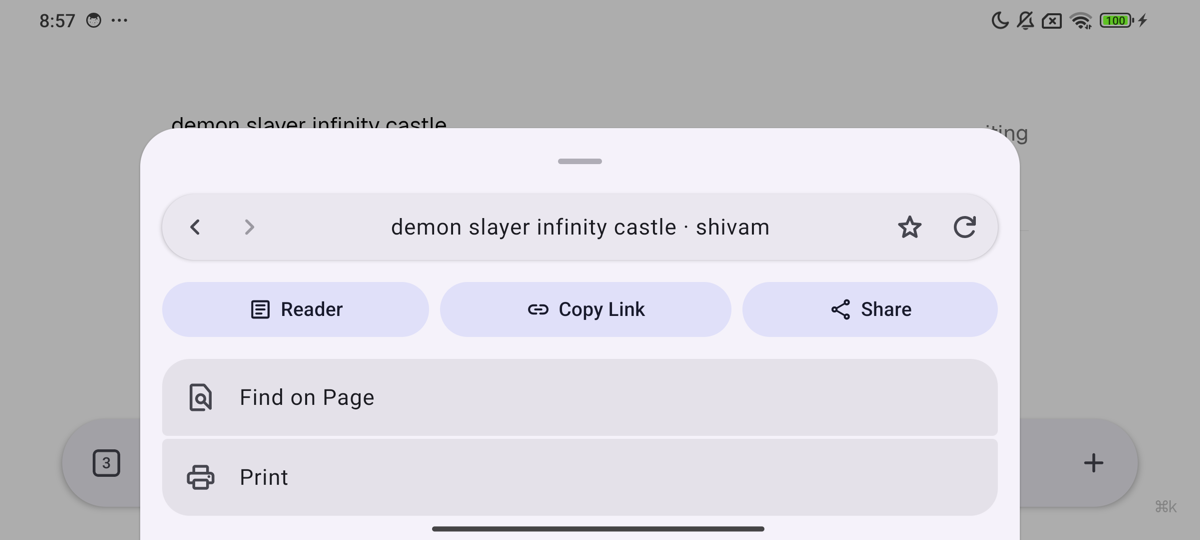 8:57
100
demon slayer infinity castle
demon slayer infinity castle · shivam
Reader
Copy Link
Share
Find on Page
Print
3
⌘k